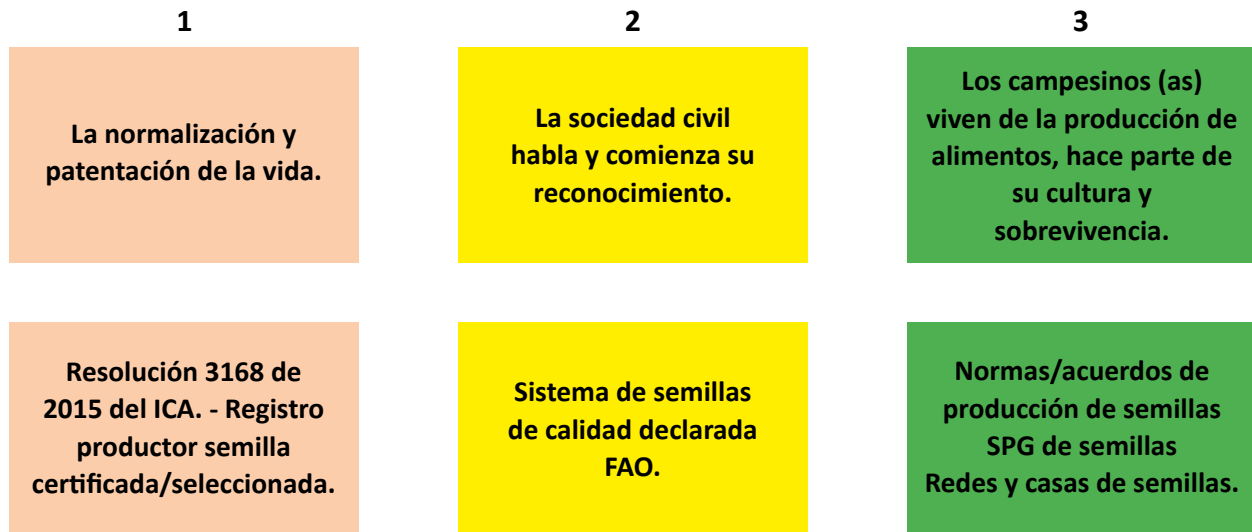 1
2
3
La normalización y
patentación de la vida.
La sociedad civil
habla y comienza su
reconocimiento.
Los campesinos (as)
viven de la producción de
alimentos, hace parte de
su cultura y
sobrevivencia.
Resolución 3168 de
2015 del ICA. - Registro
productor semilla
certificada/seleccionada.
Sistema de semillas
de calidad declarada
FAO.
Normas/acuerdos de
producción de semillas
SPG de semillas
Redes y casas de semillas.